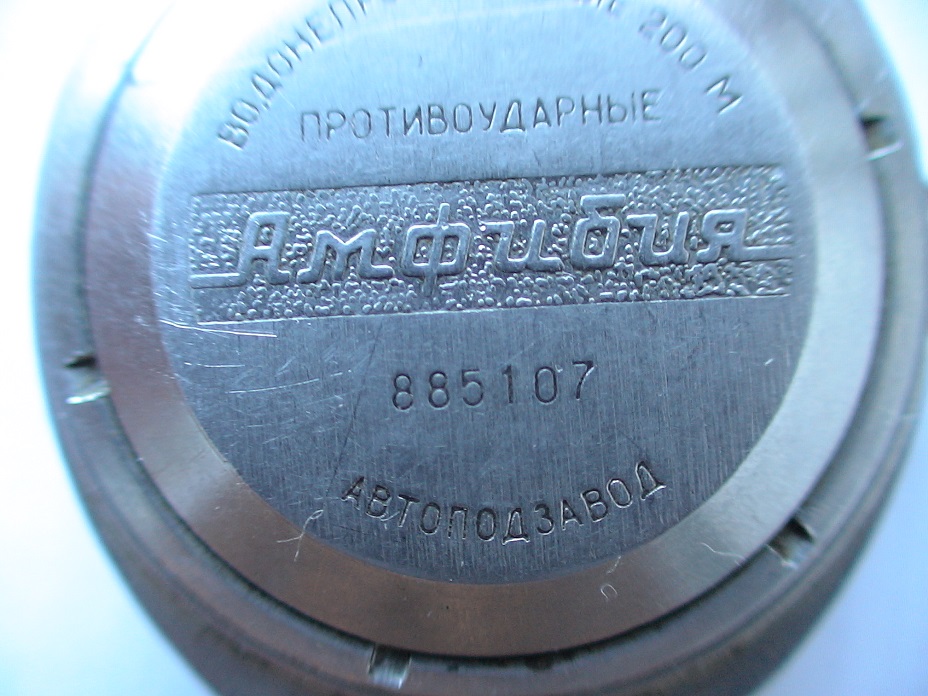 200 М
ПРОТИВОУДАРНЫЕ
Амфибия
885107
АВТОПОДЗАВОД